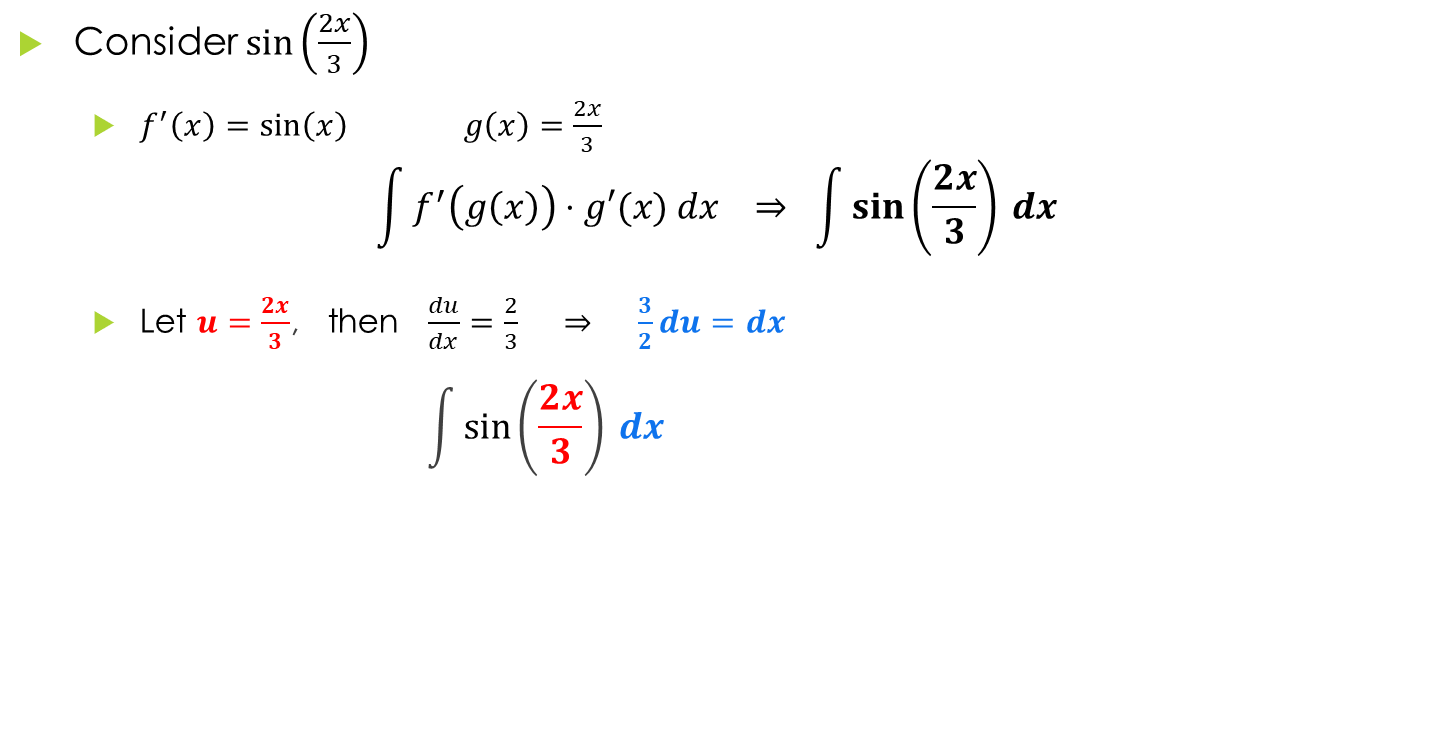 Consider sin(2x/3)
f′(x) = sin(x) g(x) = 2x/3
∫ f′(g(x)) · g′(x) dx ⇒ ∫ sin(2x/3) dx
Let u = 2x/3, then du/dx = 2/3 ⇒ 3/2 du = dx
∫ sin(2x/3) dx